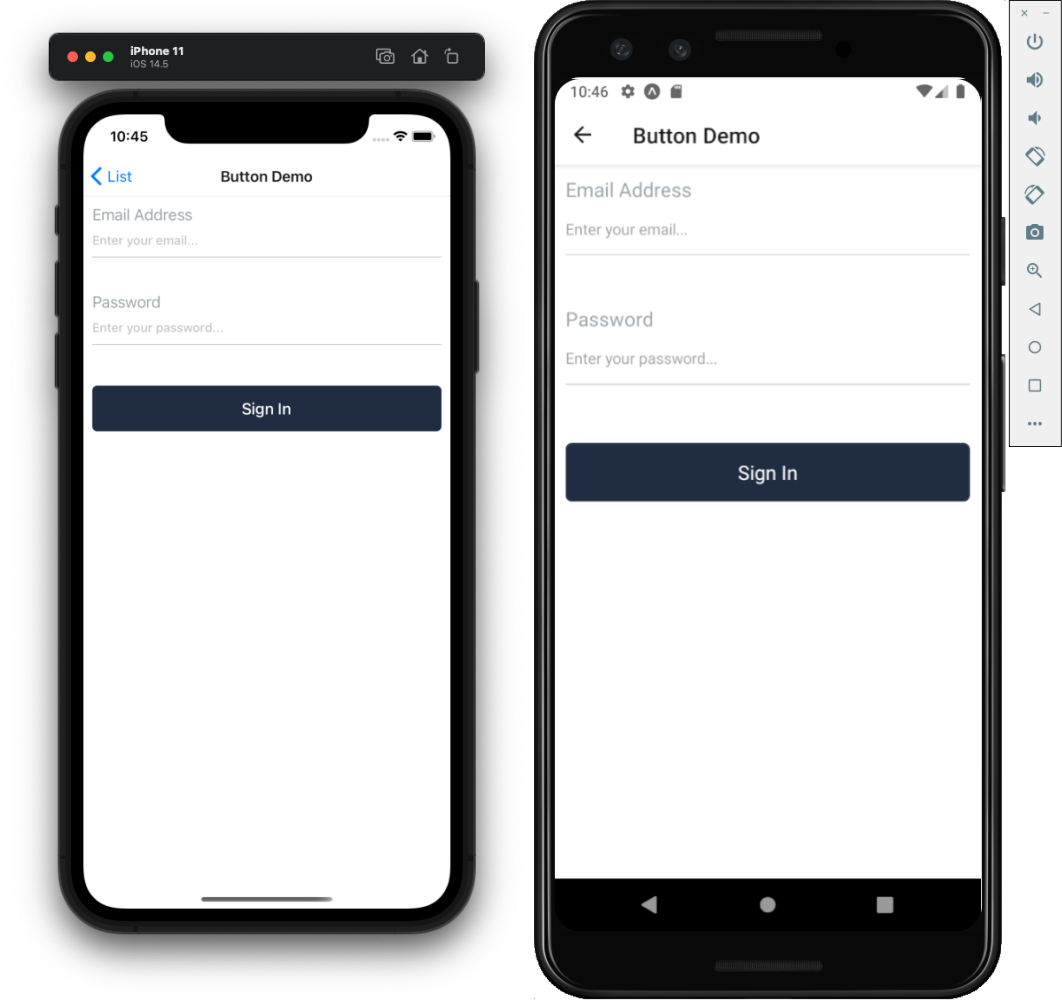 iPhone 11
iOS 14.5
10:45
List
Button Demo
Email Address
Enter your email...
Password
Enter your password...
Sign In
10:46
Button Demo
Email Address
Enter your email...
Password
Enter your password...
Sign In